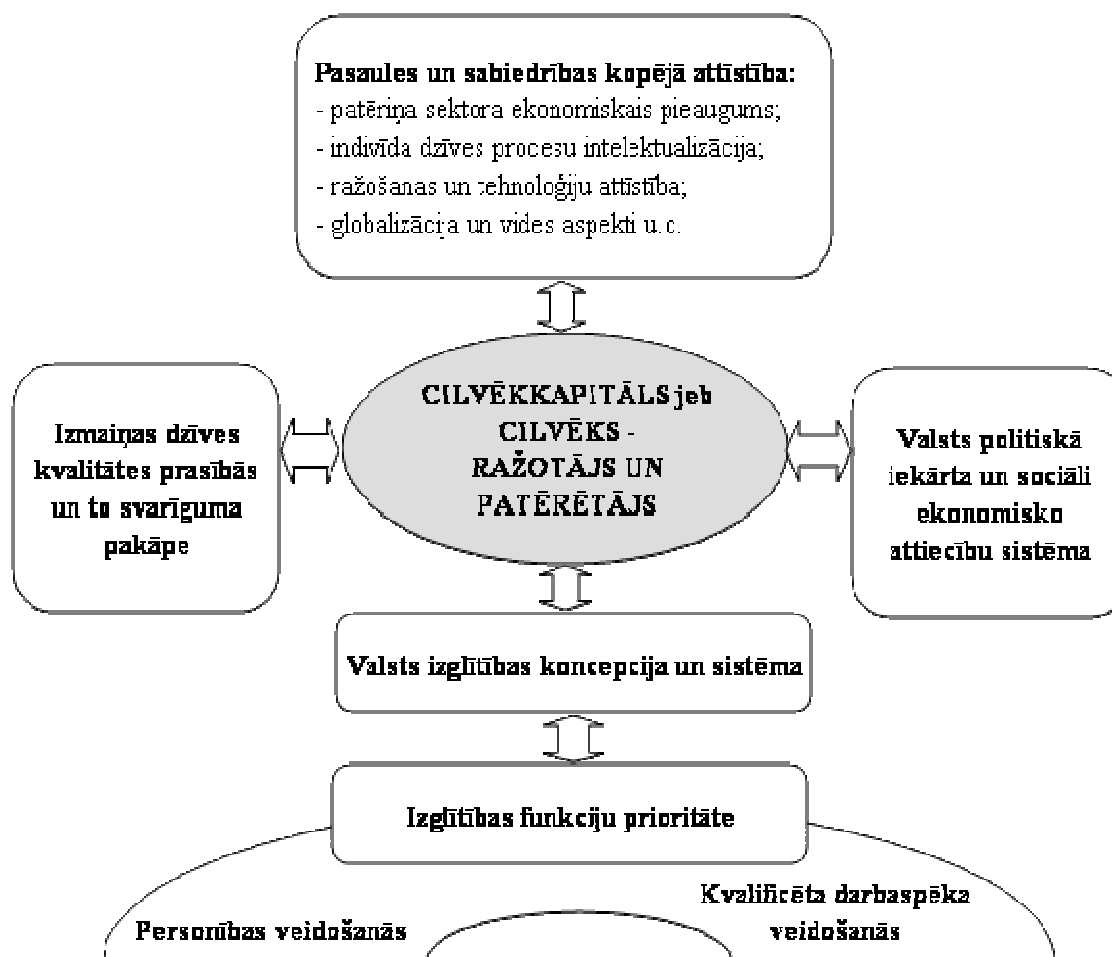 Pasaules un sabiedrības kopējā attīstība:
- patēriņa sektora ekonomiskais pieaugums;
- indivīda dzīves procesu intelektualizācija;
- ražošanas un tehnoloģiju attīstība;
- globalizācija un vides aspekti u.c.
CILVĒKKAPITĀLS jeb
CILVĒKS -
RAŽOTĀJS UN
PATĒRĒTĀJS
Izmaiņas dzīves
kvalitātes prasībās
un to svarīguma
pakāpe
Valsts politiskā
iekārta un sociāli
ekonomisko
attiecību sistēma
Valsts izglītības koncepcija un sistēma
Izglītības funkciju prioritāte
Personības veidošanās
Kvalificēta darbaspēka
veidošanās